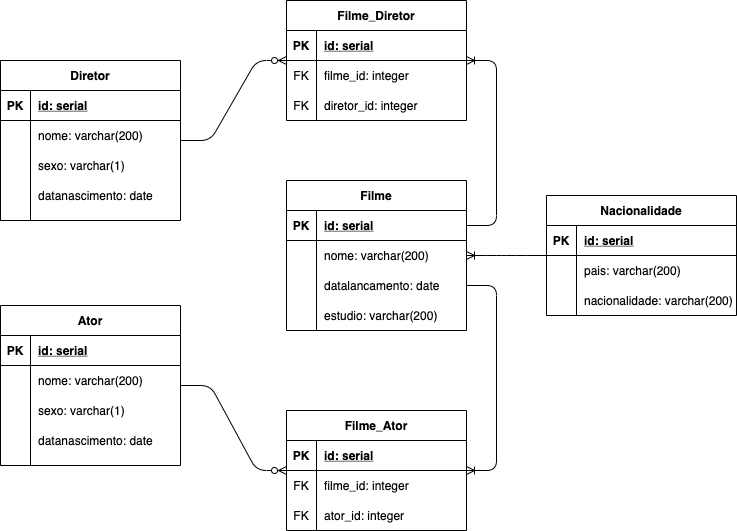 Filme_Diretor
PK id: serial
FK filme_id: integer
FK diretor_id: integer
Diretor
PK id: serial
nome: varchar(200)
sexo: varchar(1)
datanascimento: date
Filme
PK id: serial
nome: varchar(200)
datalancamento: date
estudio: varchar(200)
Nacionalidade
PK id: serial
pais: varchar(200)
nacionalidade: varchar(200)
Ator
PK id: serial
nome: varchar(200)
sexo: varchar(1)
datanascimento: date
Filme_Ator
PK id: serial
FK filme_id: integer
FK ator_id: integer